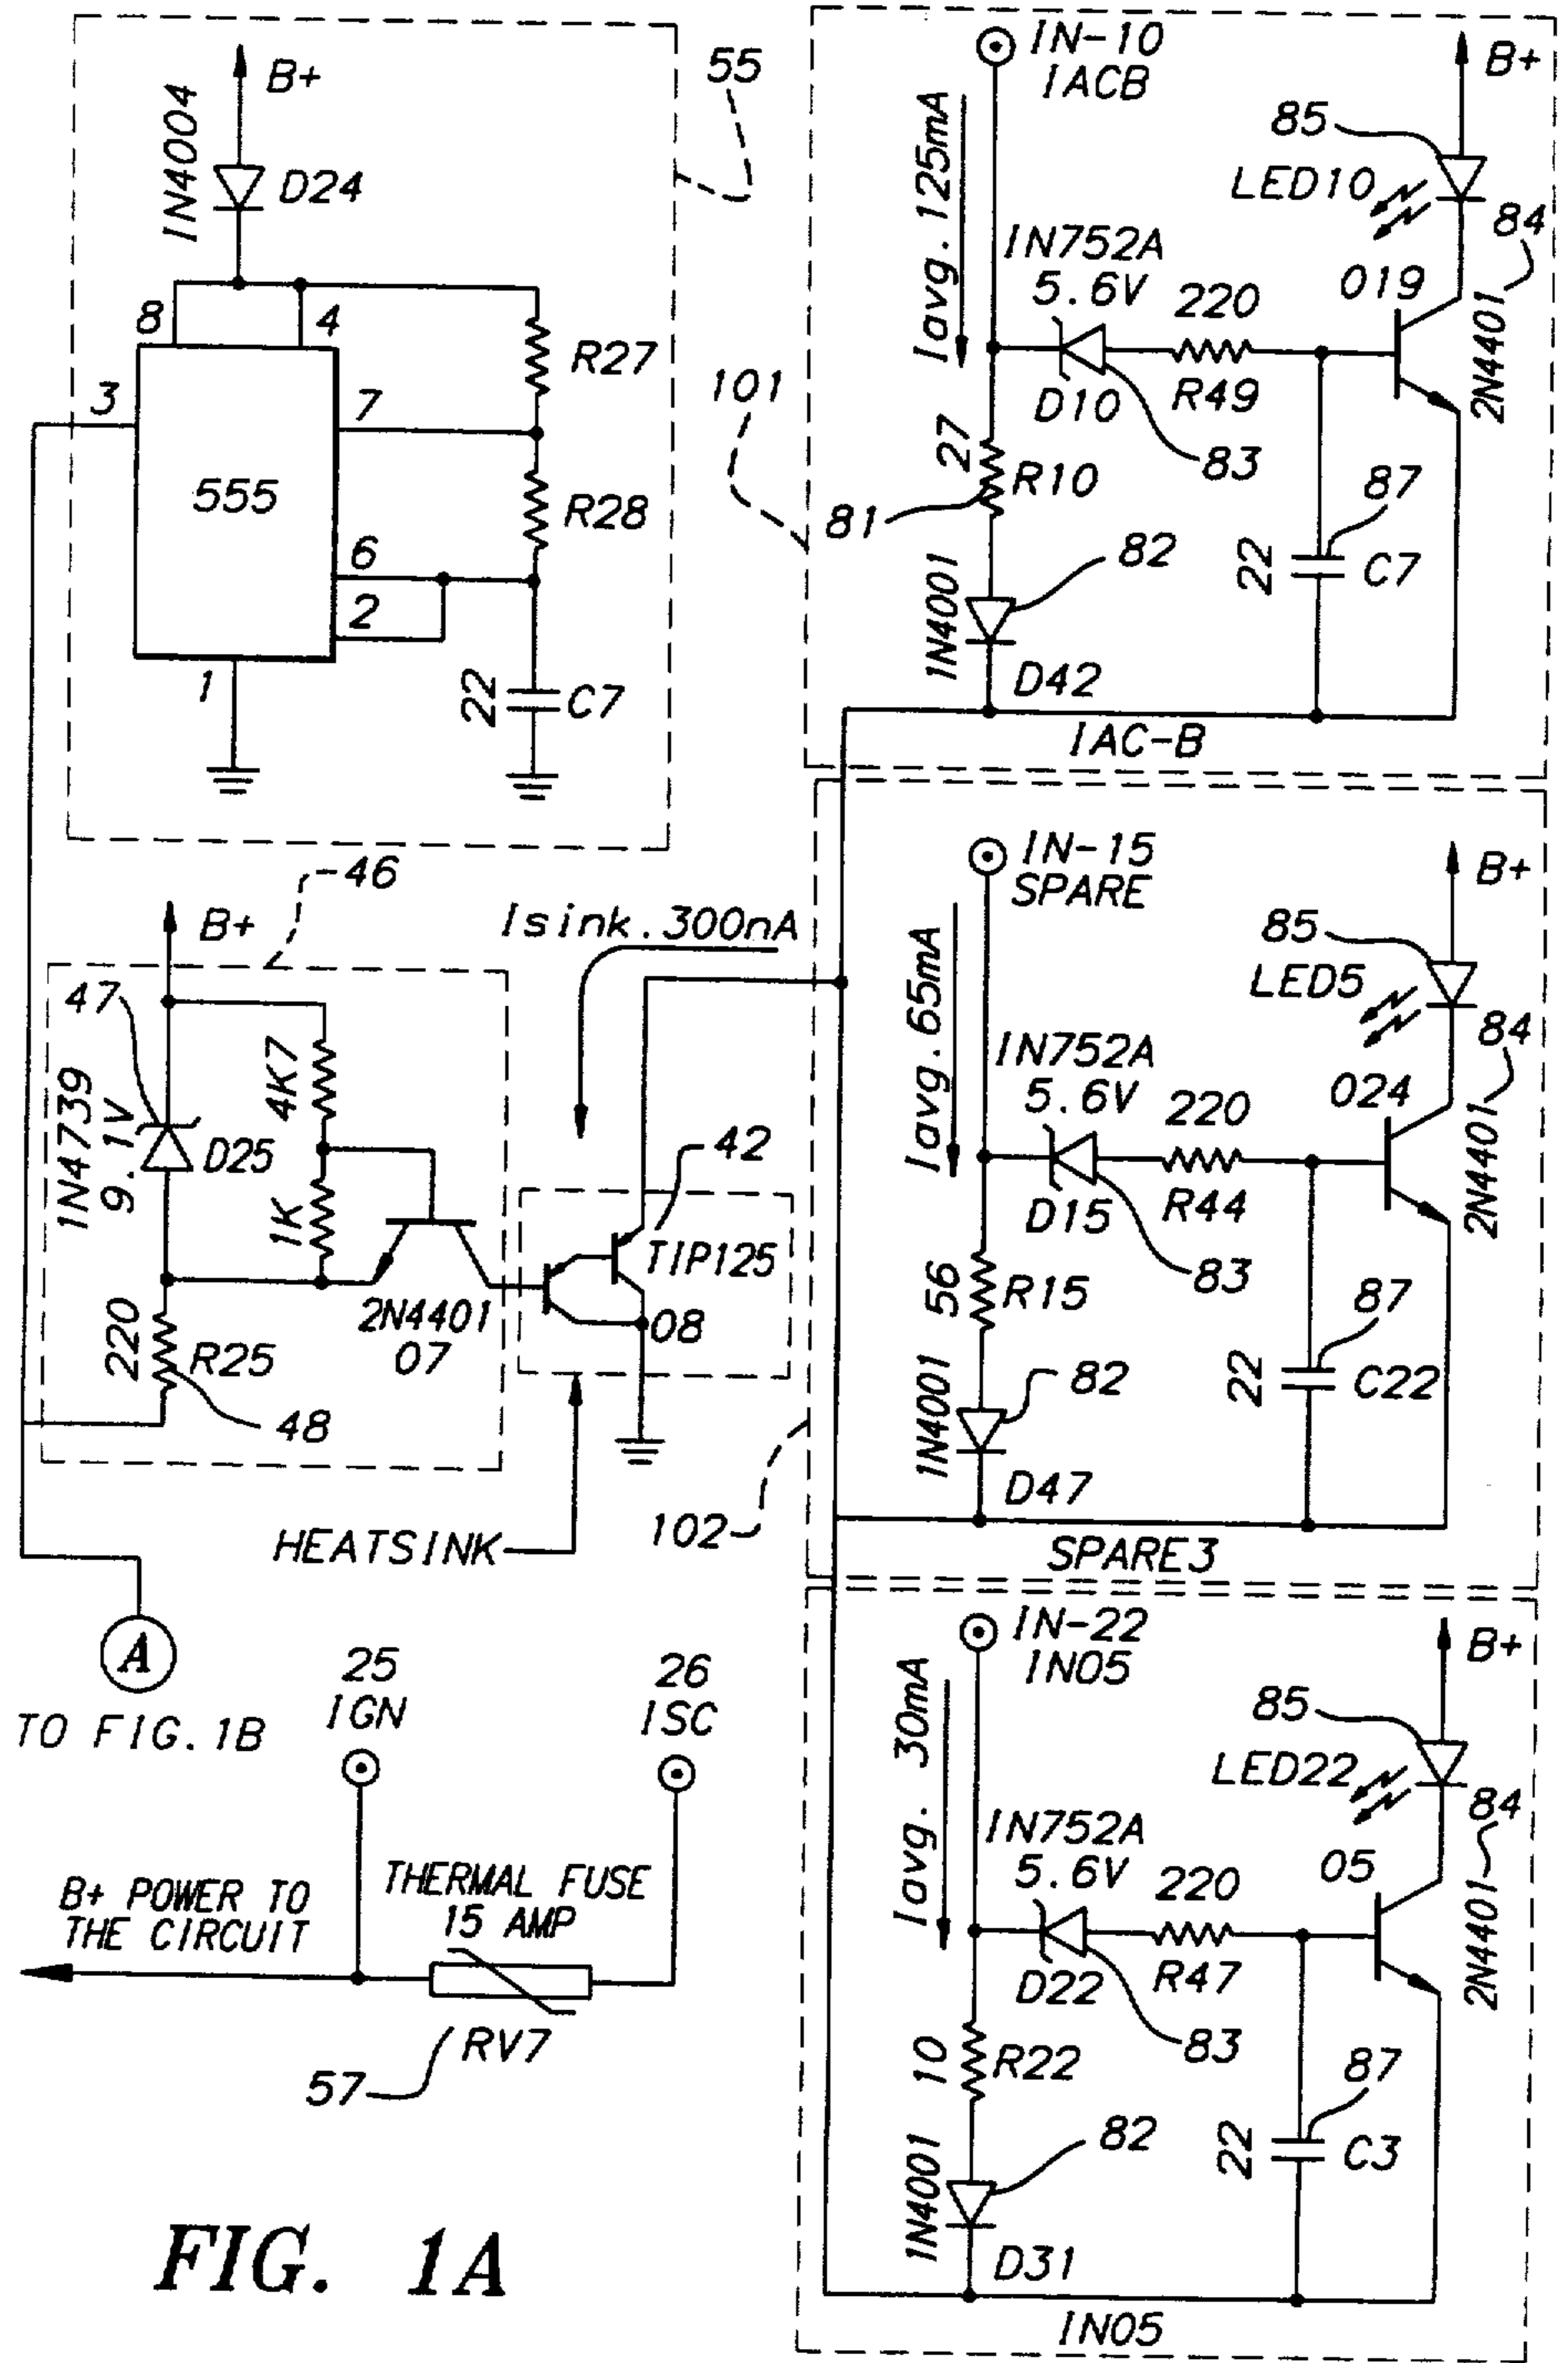 B+
1N4004
D24
55
8
4
3
7
555
6
2
1
R27
R28
22
C7
46
B+
47
1N4739
9.1V
D25
4K7
1K
220
R25
48
2N4401
07
Isink.300nA
42
TIP125
08
HEATSINK
A
TO FIG.1B
25
IGN
26
ISC
B+ POWER TO
THE CIRCUIT
THERMAL FUSE
15 AMP
RV7
57
FIG. 1A
IN-10
IACB
B+
Iavg.125mA
85
LED10
84
IN752A
5.6V
220
019
2N4401
101
D10
R49
83
27
R10
81
87
22
C7
82
1N4001
D42
IAC-B
IN-15
SPARE
B+
Iavg.65mA
85
LED5
84
IN752A
5.6V
220
024
2N4401
D15
R44
83
56
R15
87
22
C22
82
1N4001
D47
102
SPARE3
IN-22
IN05
B+
Iavg. 30mA
85
LED22
84
IN752A
5.6V
220
05
2N4401
D22
R47
83
10
R22
87
22
C3
82
1N4001
D31
IN05